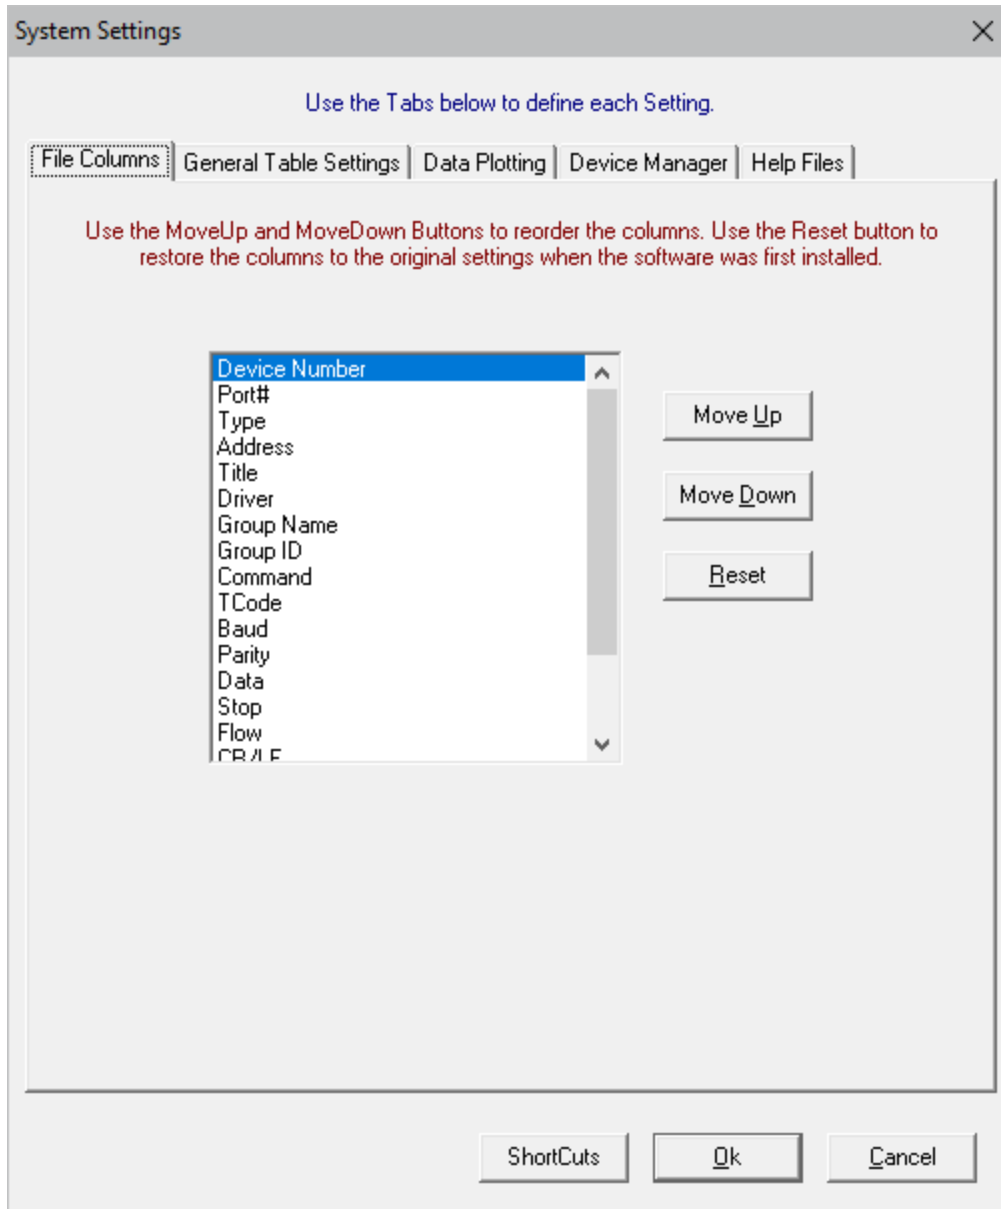 System Settings
Use the Tabs below to define each Setting.
File Columns General Table Settings Data Plotting Device Manager Help Files
Use the MoveUp and MoveDown Buttons to reorder the columns. Use the Reset button to
restore the columns to the original settings when the software was first installed.
Device Number
Port#
Type
Address
Title
Driver
Group Name
Group ID
Command
TCode
Baud
Parity
Data
Stop
Flow
CR/LF
Move Up
Move Down
Reset
ShortCuts Ok Cancel